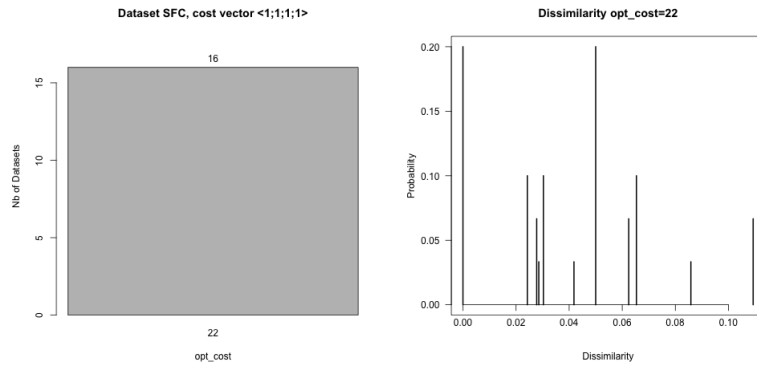 Dataset SFC, cost vector <1;1;1;1>
16
15
10
5
0
Nb of Datasets
22
opt_cost
Dissimilarity opt_cost=22
0.20
0.15
0.10
0.05
0.00
Probability
0.00 0.02 0.04 0.06 0.08 0.10
Dissimilarity